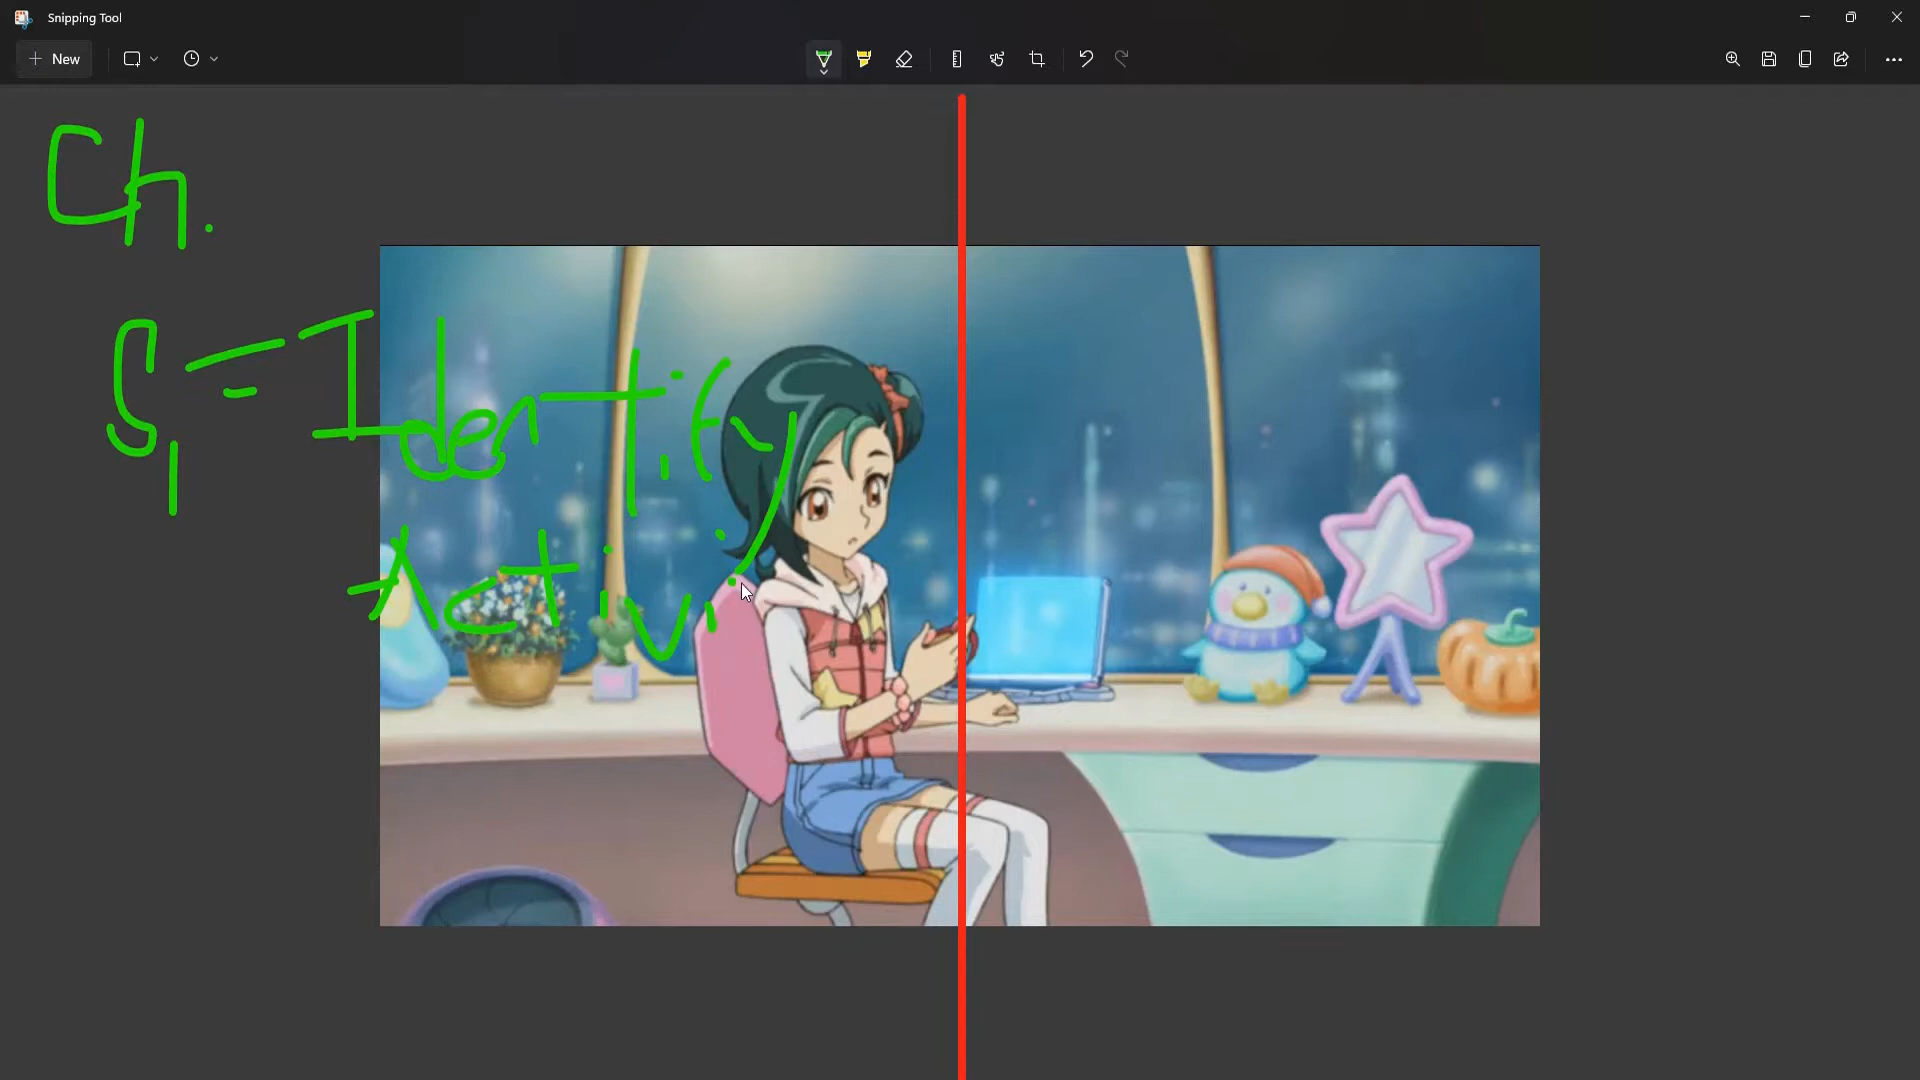 Snipping Tool
New
Ch.
S1 = Identify
Activi